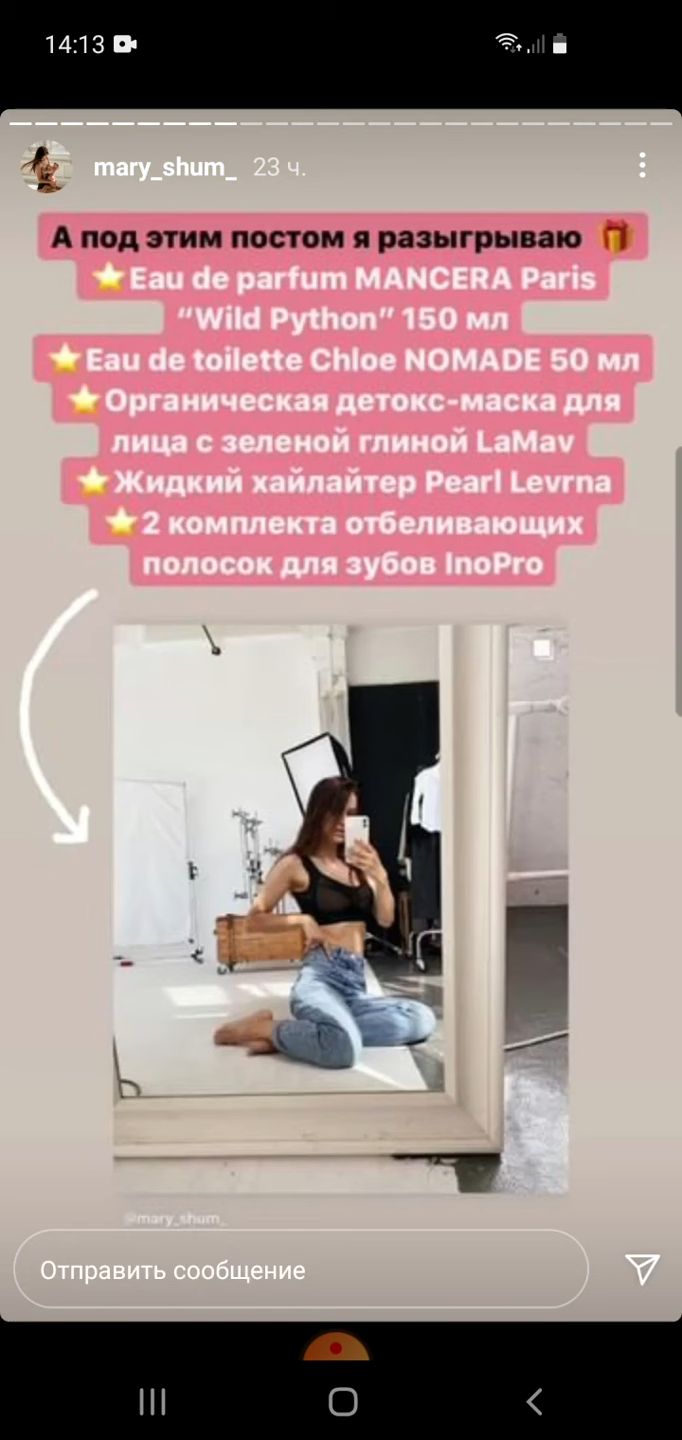 14:13
mary_shum_ 23 ч.
А под этим постом я разыгрываю 🎁
⭐Eau de parfum MANCERA Paris
“Wild Python” 150 мл
⭐Eau de toilette Chloe NOMADE 50 мл
⭐Органическая детокс-маска для
лица с зеленой глиной LaMav
⭐Жидкий хайлайтер Pearl Levrna
⭐2 комплекта отбеливающих
полосок для зубов InoPro
@mary_shum_
Отправить сообщение